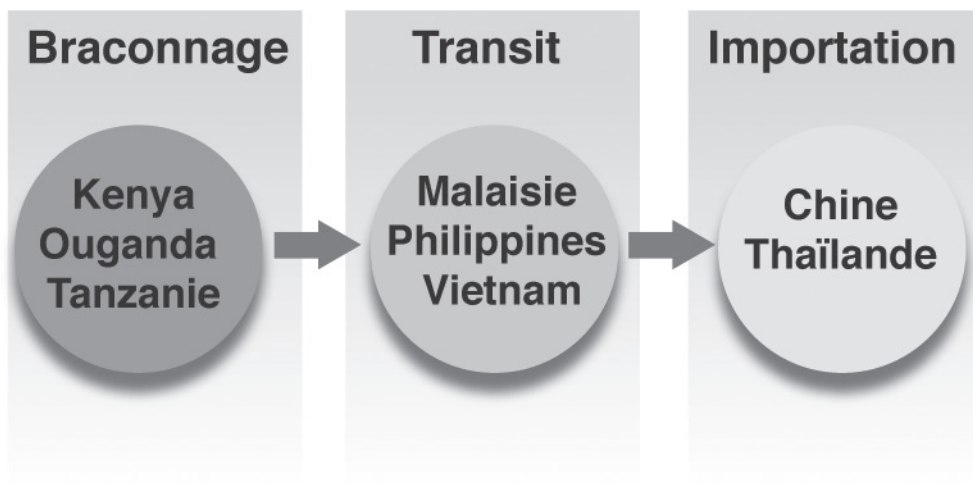 Braconnage
Kenya
Ouganda
Tanzanie
Transit
Malaisie
Philippines
Vietnam
Importation
Chine
Thaïlande